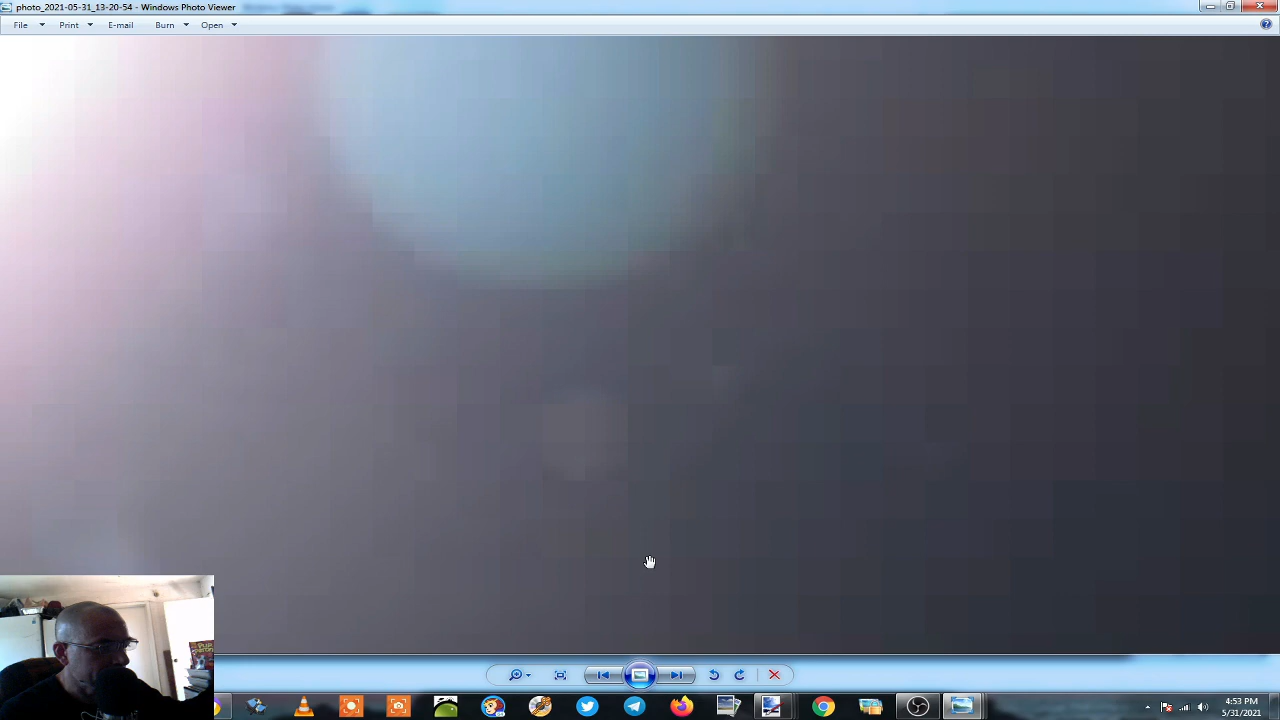 photo_2021-05-31_13-20-54 - Windows Photo Viewer
File Print E-mail Burn Open
4:53 PM
5/31/2021